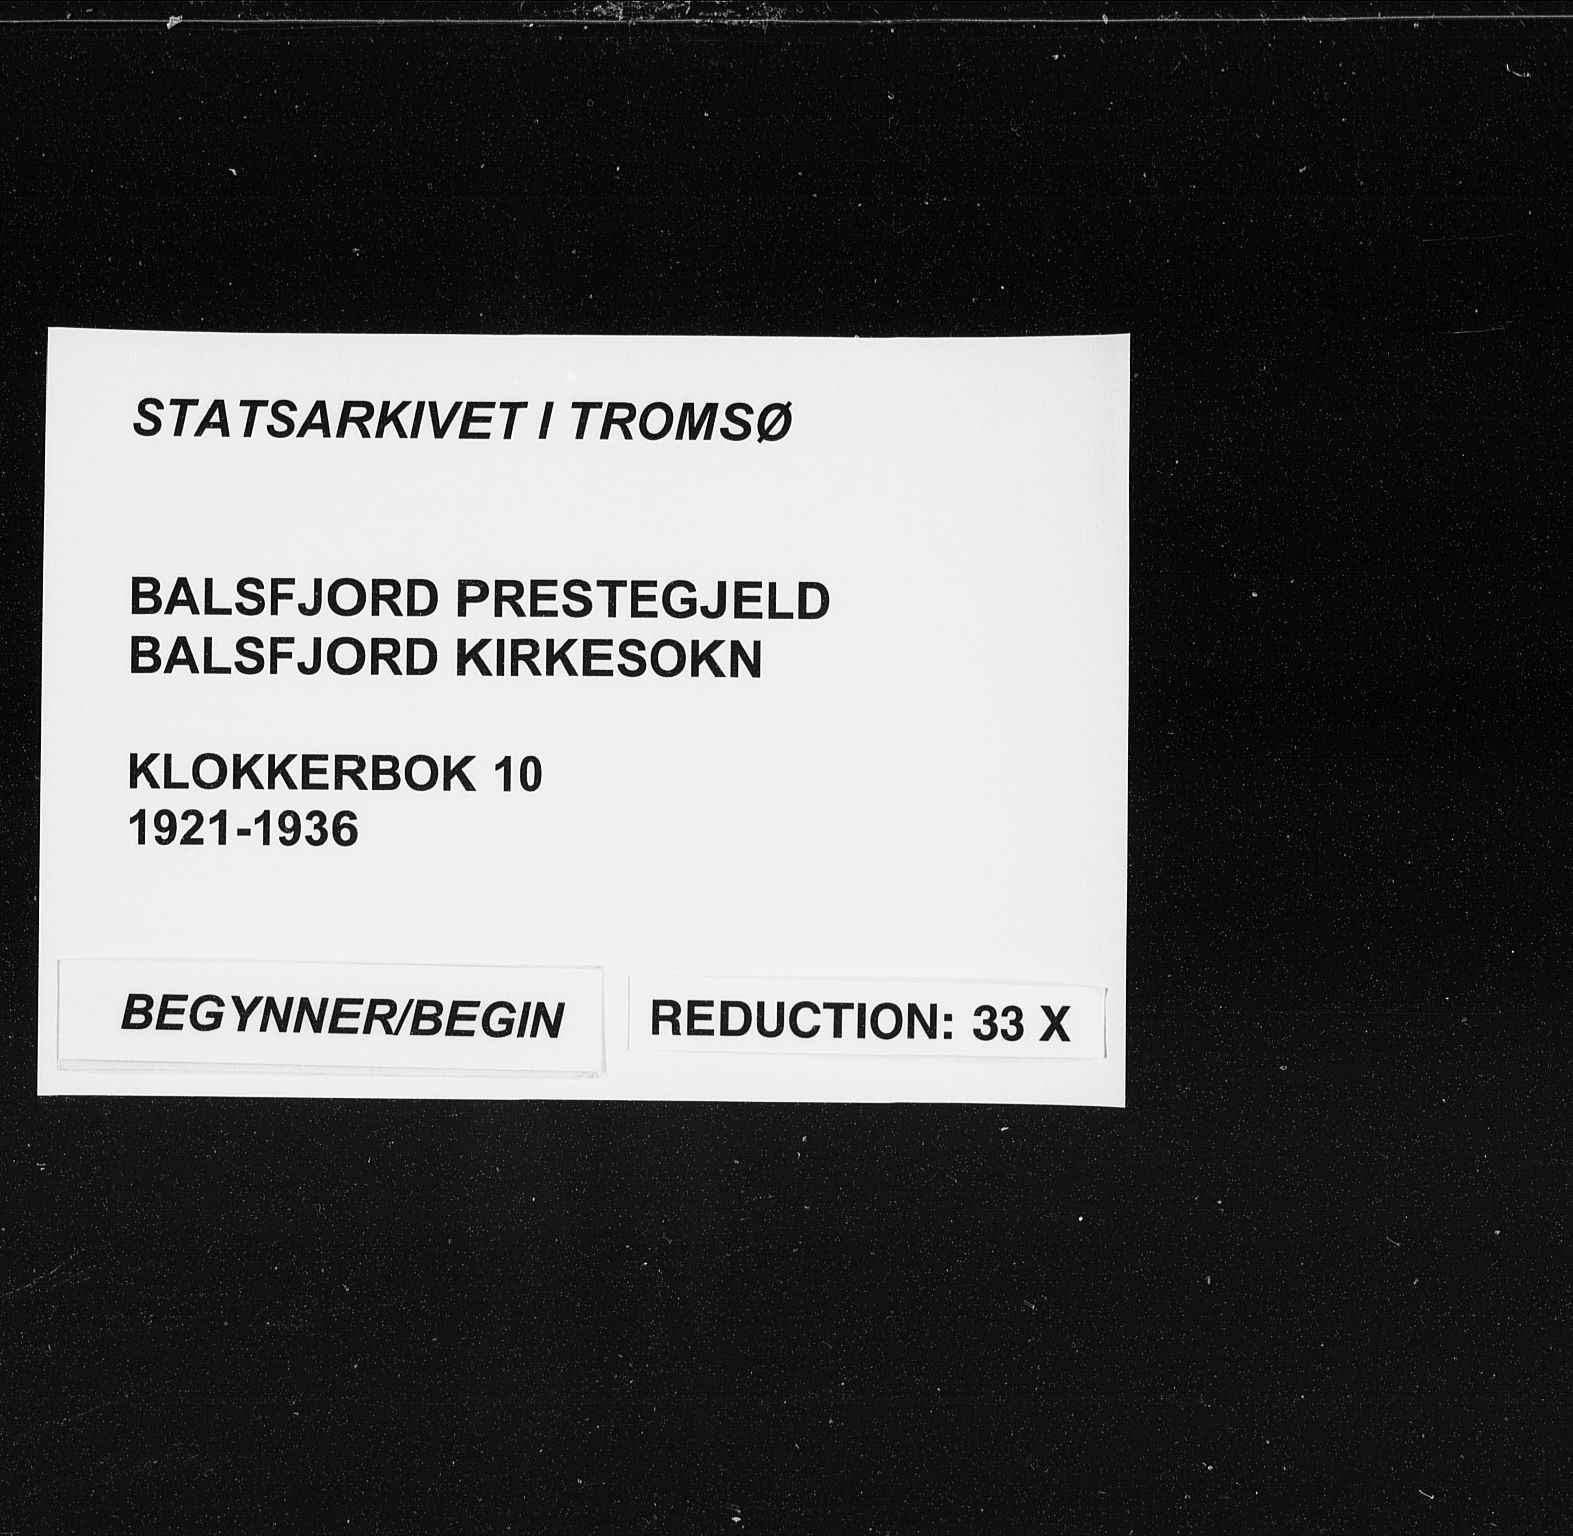 STATSARKIVET I TROMSØ
BALSFJORD PRESTEGJELD
BALSFJORD KIRKESOKN
KLOKKERBOK 10
1921-1936
BEGYNNER/BEGIN
REDUCTION: 33 X